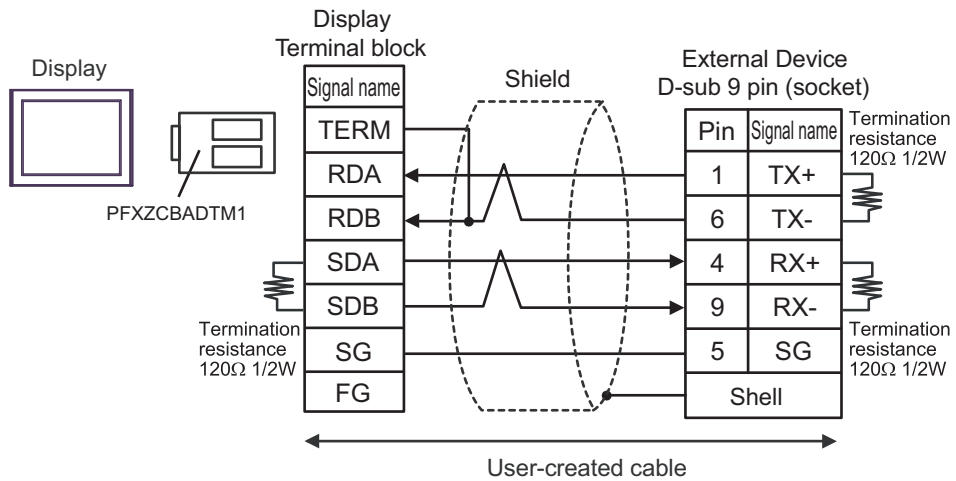 Display
PFXZCBADTM1
Display
Terminal block
Signal name
TERM
RDA
RDB
SDA
SDB
SG
FG
Termination
resistance
120Ω 1/2W
Shield
External Device
D-sub 9 pin (socket)
Pin Signal name
1 TX+
6 TX-
4 RX+
9 RX-
5 SG
Shell
Termination
resistance
120Ω 1/2W
Termination
resistance
120Ω 1/2W
User-created cable